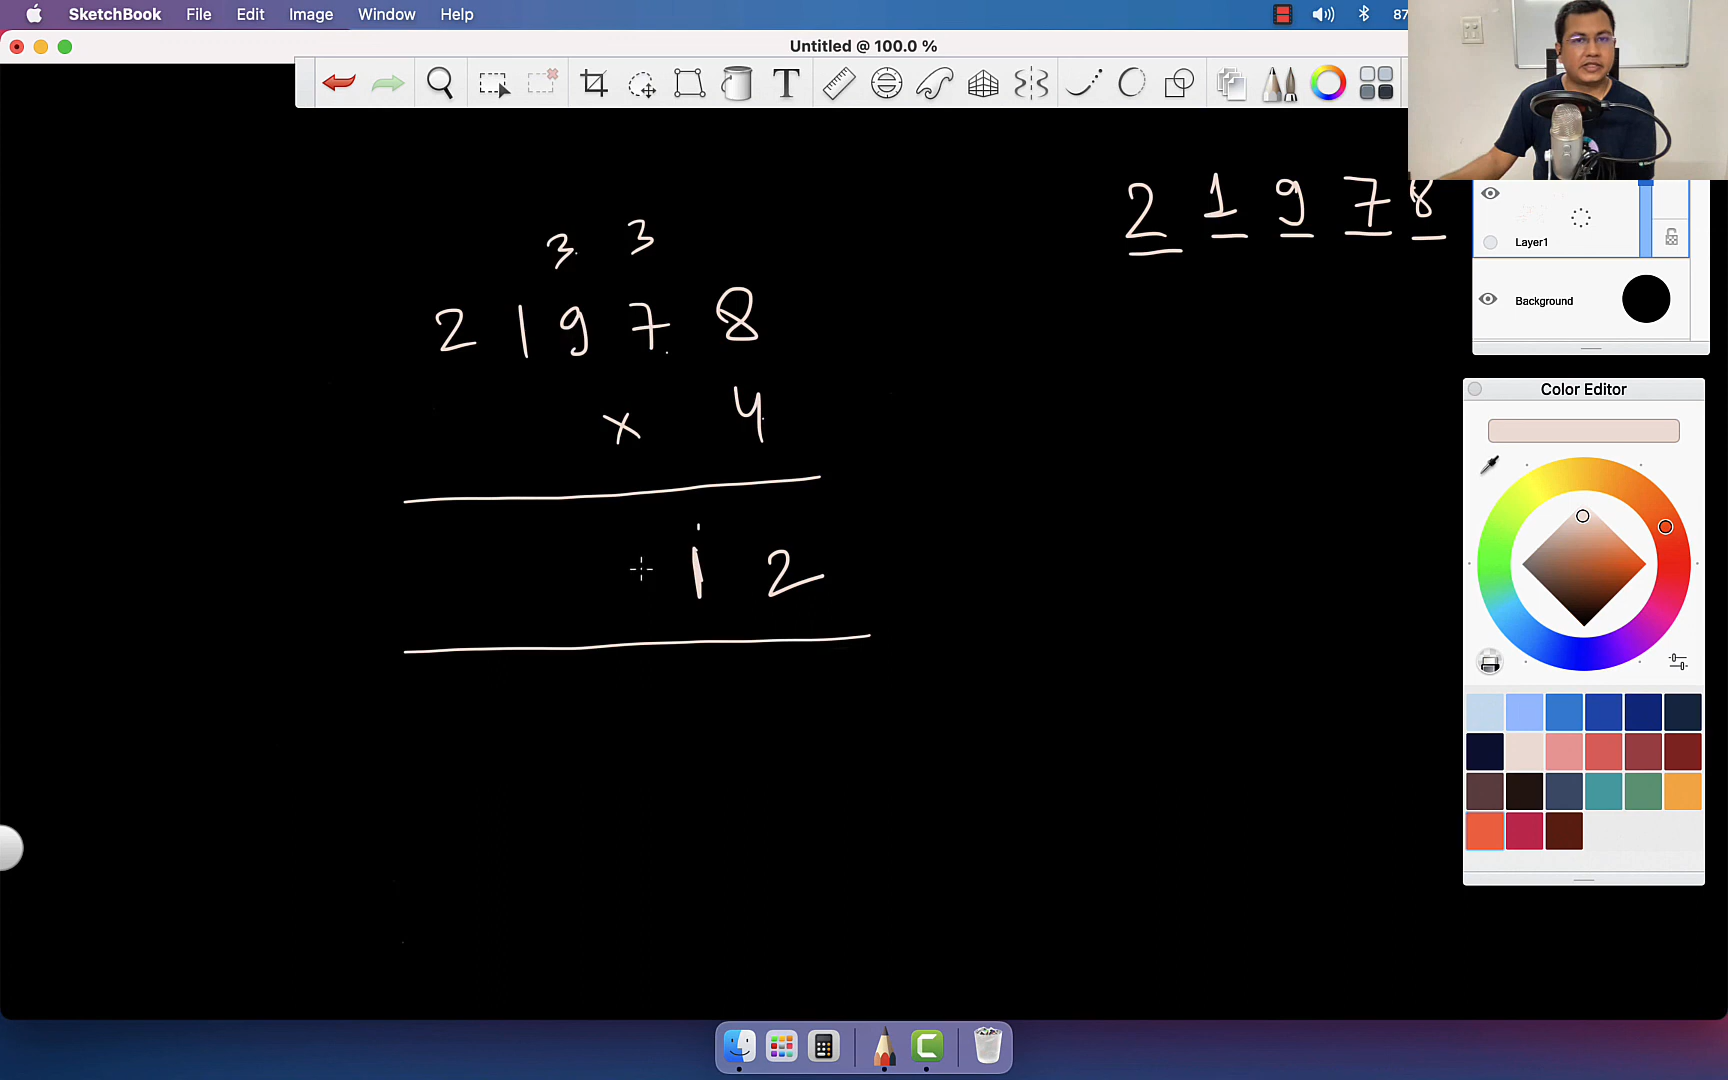 SketchBook File Edit Image Window Help 87
Untitled @ 100.0 %
T
2 1 9 7 8
Layer1
Background
3 3
2 1 9 7 8
x 4
1 2
Color Editor
C